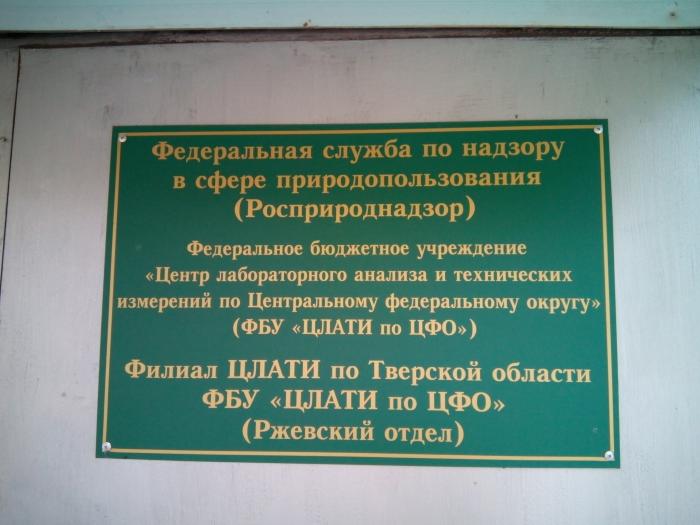 Федеральная служба по надзору
в сфере природопользования
(Росприроднадзор)
Федеральное бюджетное учреждение
«Центр лабораторного анализа и технических
измерений по Центральному федеральному округу»
(ФБУ «ЦЛАТИ по ЦФО»)
Филиал ЦЛАТИ по Тверской области
ФБУ «ЦЛАТИ по ЦФО»
(Ржевский отдел)